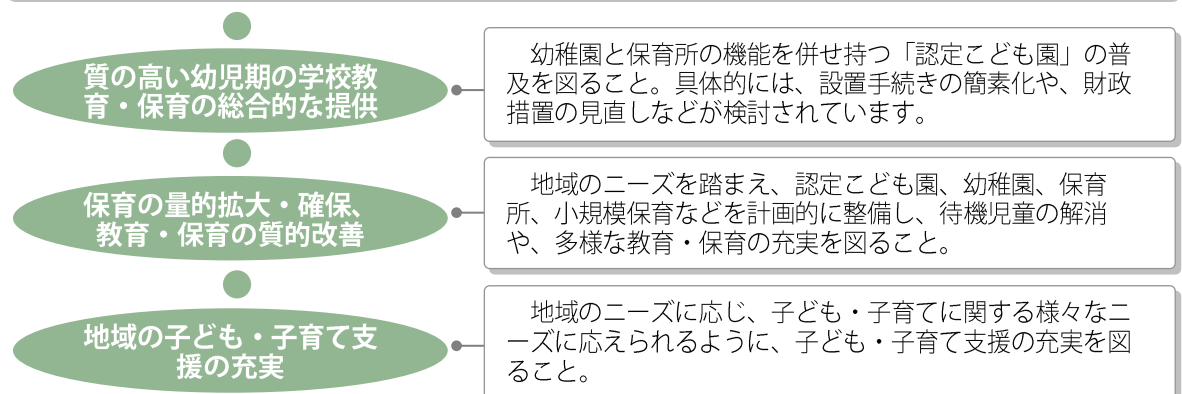 質の高い幼児期の学校教
育・保育の総合的な提供
幼稚園と保育所の機能を併せ持つ「認定こども園」の普
及を図ること。具体的には、設置手続きの簡素化や、財政
措置の見直しなどが検討されています。
保育の量的拡大・確保、
教育・保育の質的改善
地域のニーズを踏まえ、認定こども園、幼稚園、保育
所、小規模保育などを計画的に整備し、待機児童の解消
や、多様な教育・保育の充実を図ること。
地域の子ども・子育て支
援の充実
地域のニーズに応じ、子ども・子育てに関する様々なニ
ーズに応えられるように、子ども・子育て支援の充実を図
ること。